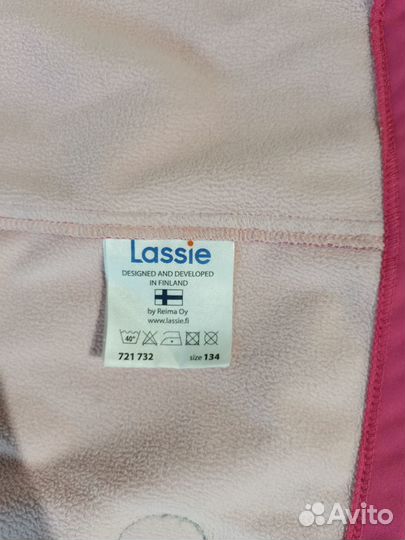 Lassie
DESIGNED AND DEVELOPED
IN FINLAND
by Reima Oy
www.lassie.fi
40°
721 732 size 134
Avito